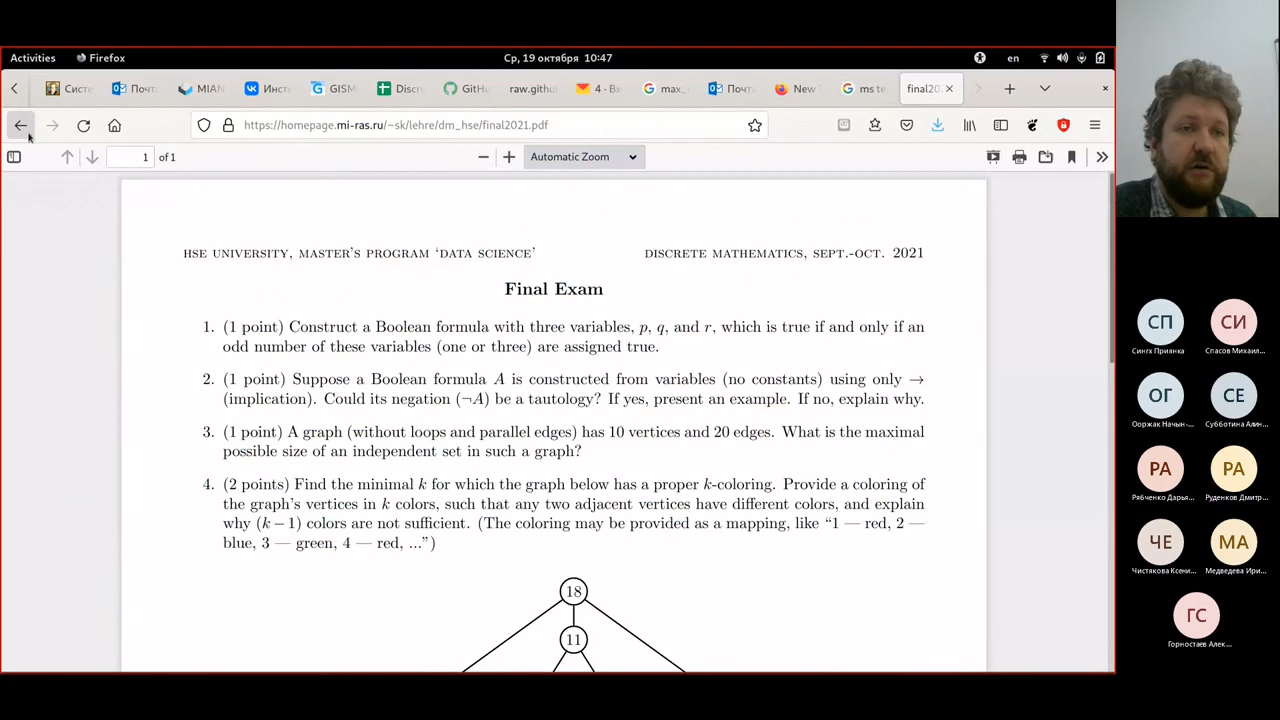 Activities Firefox Ср, 19 октября 10:47 en
Систе Почт MIAN Инст GISM Discr GitHu raw.githu 4 · Вх max_ Почт New ms te final20
https://homepage.mi-ras.ru/~sk/lehre/dm_hse/final2021.pdf
1 of 1 Automatic Zoom
HSE UNIVERSITY, MASTER'S PROGRAM ‘DATA SCIENCE’ DISCRETE MATHEMATICS, SEPT.-OCT. 2021
Final Exam
1. (1 point) Construct a Boolean formula with three variables, p, q, and r, which is true if and only if an
odd number of these variables (one or three) are assigned true.
2. (1 point) Suppose a Boolean formula A is constructed from variables (no constants) using only →
(implication). Could its negation (¬A) be a tautology? If yes, present an example. If no, explain why.
3. (1 point) A graph (without loops and parallel edges) has 10 vertices and 20 edges. What is the maximal
possible size of an independent set in such a graph?
4. (2 points) Find the minimal k for which the graph below has a proper k-coloring. Provide a coloring of
the graph's vertices in k colors, such that any two adjacent vertices have different colors, and explain
why (k − 1) colors are not sufficient. (The coloring may be provided as a mapping, like “1 — red, 2 —
blue, 3 — green, 4 — red, ...”)
18
11
СП СИ
Сингх Приянка Спасов Михаил...
ОГ СЕ
Ооржак Начын-... Субботина Алин...
РА РА
Рябченко Дарья... Руденков Дмитр...
ЧЕ МА
Чистякова Ксени... Медведева Ири...
ГС
Горностаев Алек...